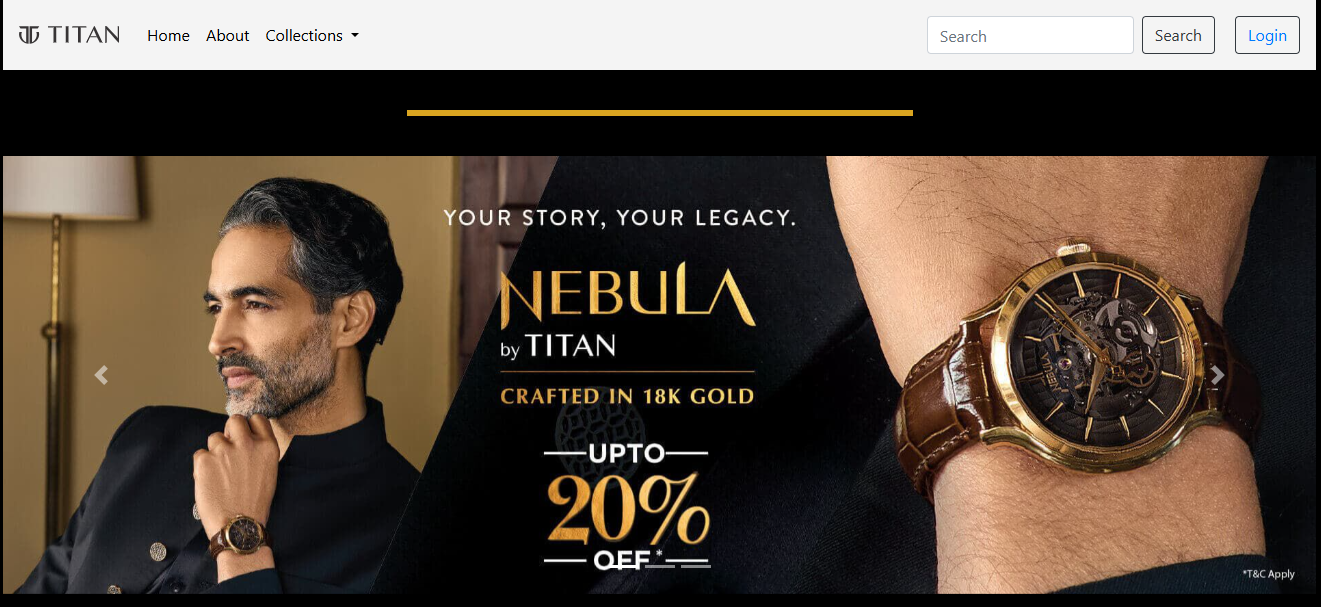 TITAN Home About Collections Search Search Login
YOUR STORY, YOUR LEGACY.
NEBULA
by TITAN
CRAFTED IN 18K GOLD
UPTO
20%
OFF*
*T&C Apply
NEBULA